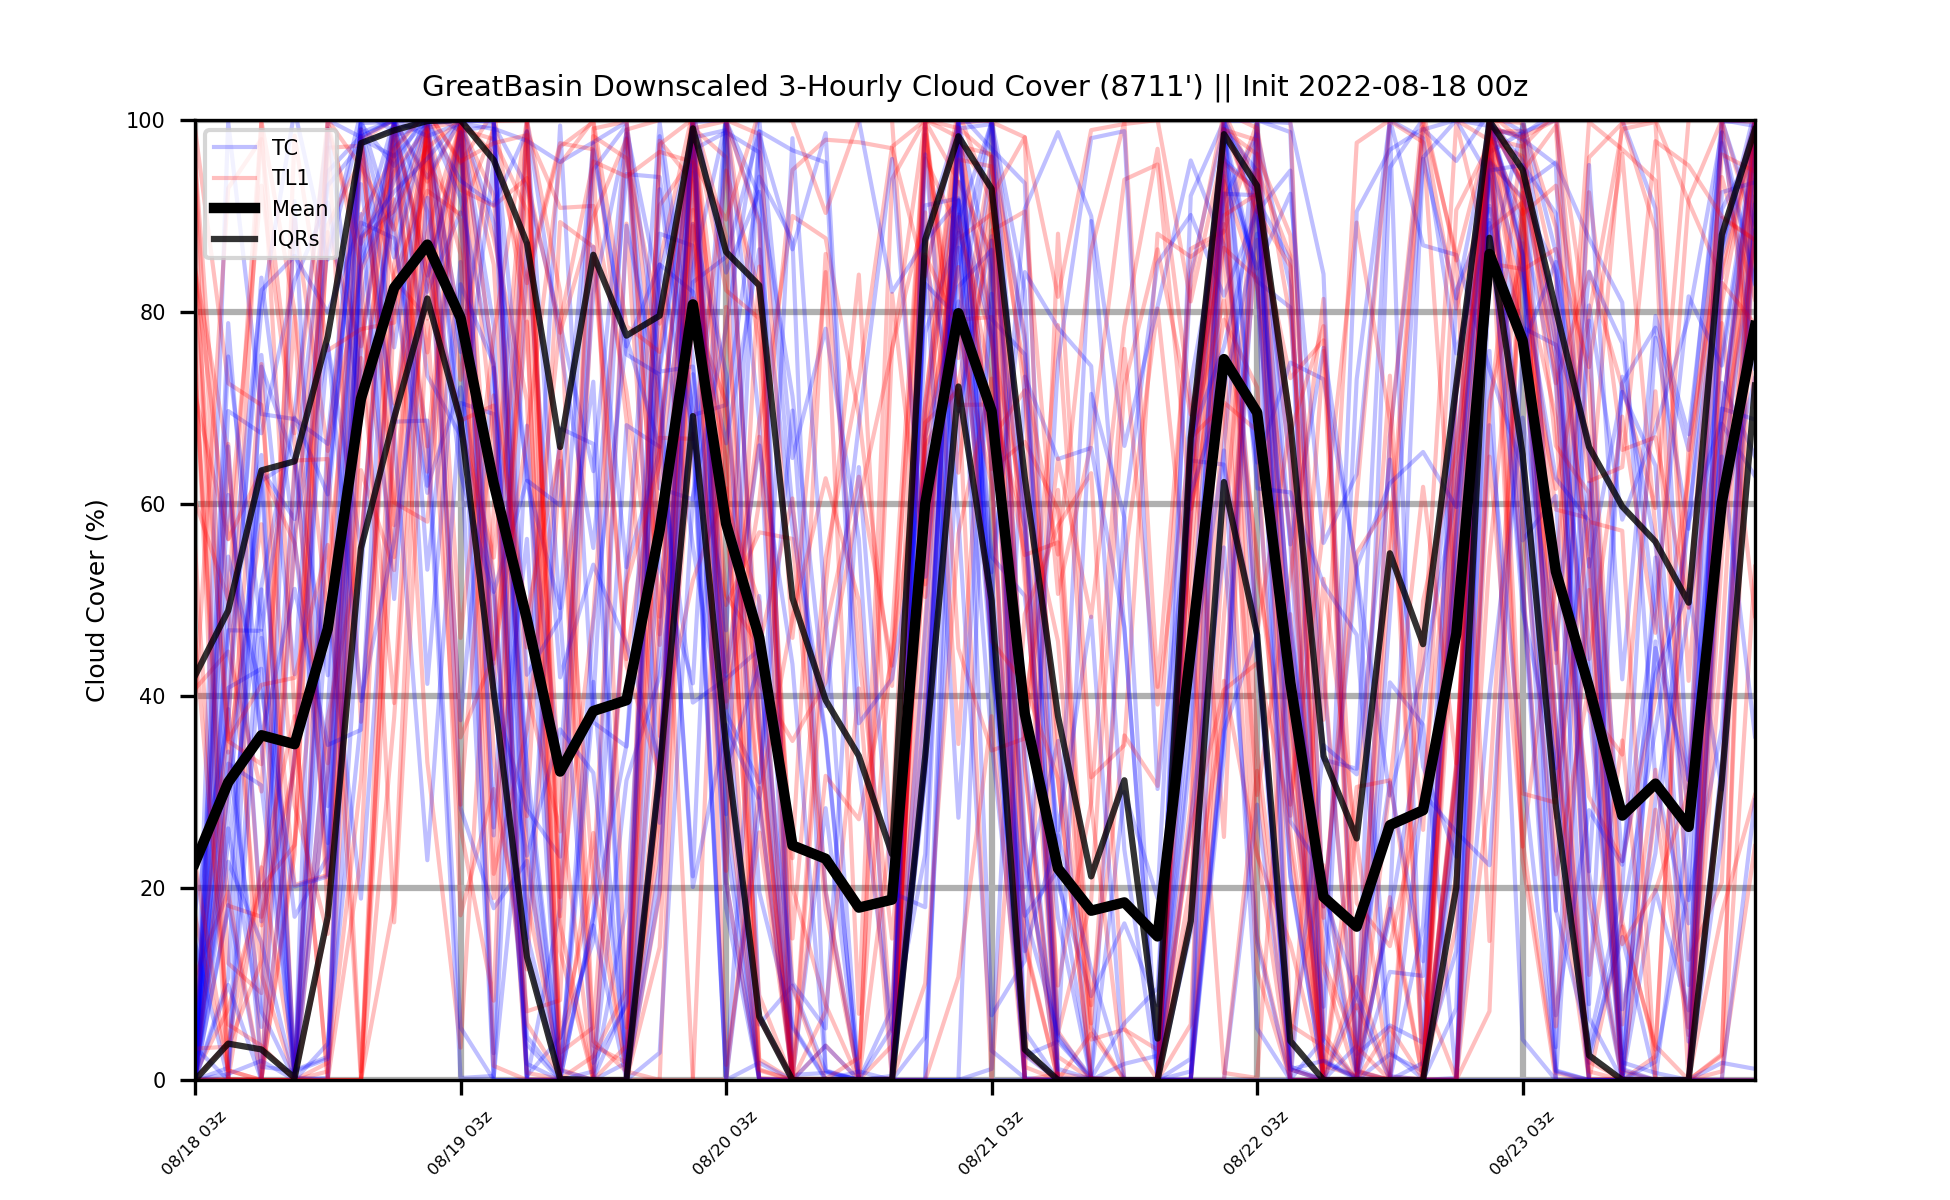 GreatBasin Downscaled 3-Hourly Cloud Cover (8711') || Init 2022-08-18 00z
TC
TL1
Mean
IQRs
Cloud Cover (%)
100
80
60
40
20
0
08/18 03z
08/19 03z
08/20 03z
08/21 03z
08/22 03z
08/23 03z